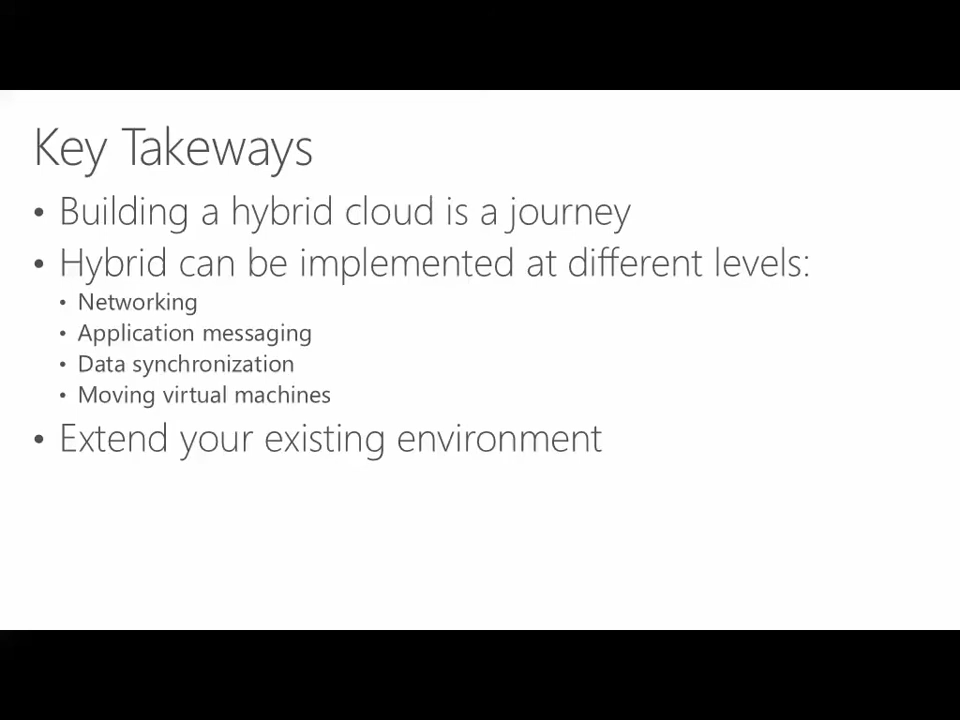 Key Takeways
• Building a hybrid cloud is a journey
• Hybrid can be implemented at different levels:
• Networking
• Application messaging
• Data synchronization
• Moving virtual machines
• Extend your existing environment